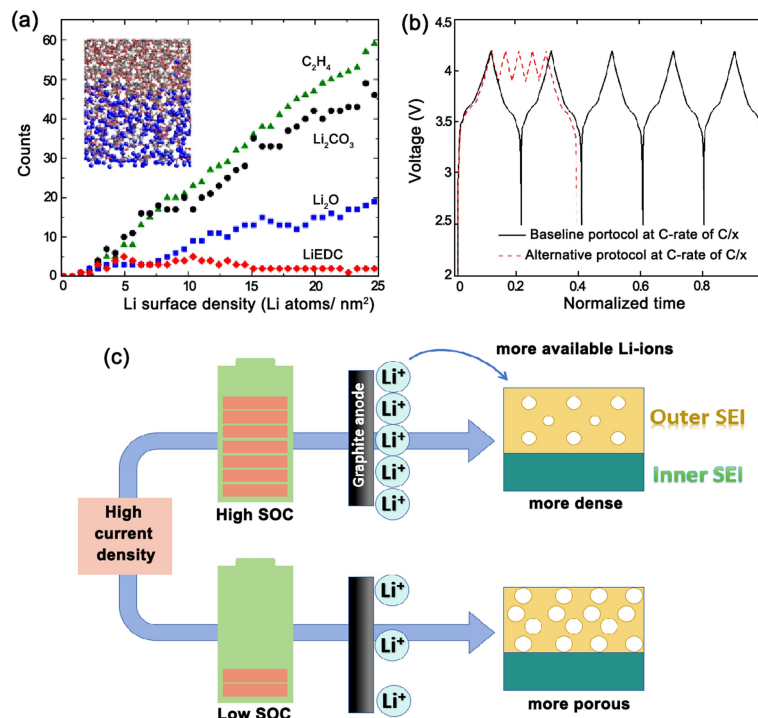 (a)
60
50
40
30
20
10
0
Counts
C₂H₄
Li₂CO₃
Li₂O
LiEDC
0
5
10
15
20
25
Li surface density (Li atoms/ nm²)
(b)
4.5
4
3.5
3
2.5
2
Voltage (V)
Baseline portocol at C-rate of C/x
Alternative protocol at C-rate of C/x
0
0.2
0.4
0.6
0.8
Normalized time
(c)
more available Li-ions
High
current
density
High SOC
Graphite anode
Li⁺
Li⁺
Li⁺
Li⁺
Li⁺
Outer SEI
Inner SEI
more dense
Low SOC
Li⁺
Li⁺
Li⁺
more porous